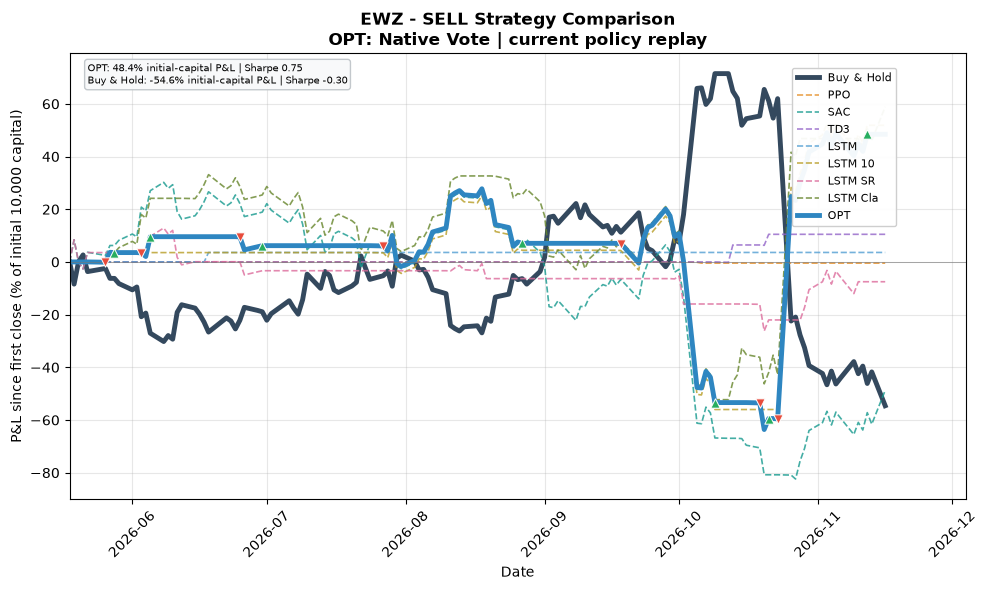 EWZ - SELL Strategy Comparison
OPT: Native Vote | current policy replay
OPT: 48.4% initial-capital P&L | Sharpe 0.75
Buy & Hold: -54.6% initial-capital P&L | Sharpe -0.30
Buy & Hold
PPO
SAC
TD3
LSTM
LSTM 10
LSTM SR
LSTM Cla
OPT
P&L since first close (% of initial 10,000 capital)
60
40
20
0
−20
−40
−60
−80
2026-06
2026-07
2026-08
2026-09
2026-10
2026-11
2026-12
Date